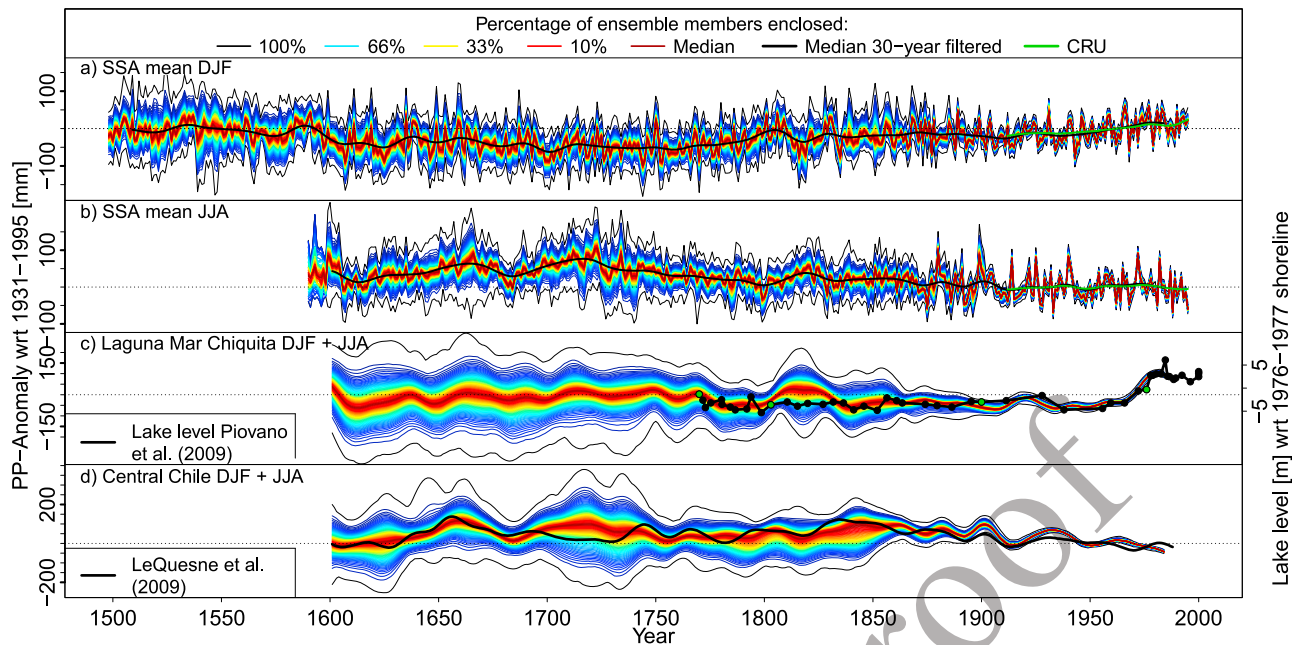 Percentage of ensemble members enclosed:
100% 66% 33% 10% Median Median 30−year filtered CRU
a) SSA mean DJF
100
−100
b) SSA mean JJA
100
−100
c) Laguna Mar Chiquita DJF + JJA
150
−150
5
−5
Lake level Piovano
et al. (2009)
d) Central Chile DJF + JJA
200
−200
LeQuesne et al.
(2009)
PP−Anomaly wrt 1931−1995 [mm]
Lake level [m] wrt 1976−1977 shoreline
1500 1550 1600 1650 1700 1750 1800 1850 1900 1950 2000
Year
roof